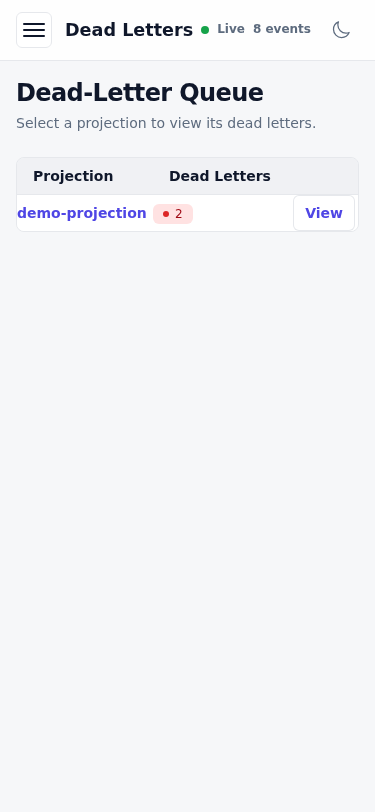 Dead Letters Live 8 events
Dead-Letter Queue
Select a projection to view its dead letters.
Projection Dead Letters
demo-projection 2 View